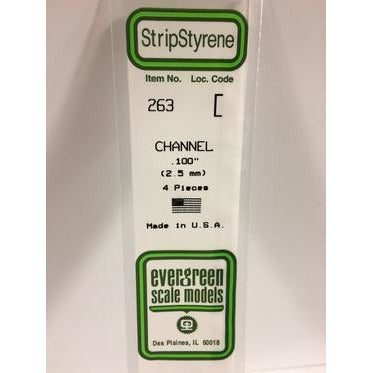 StripStyrene
Item No. Loc. Code
263 [
CHANNEL
.100"
(2.5 mm)
4 Pieces
Made in U.S.A.
evergreen
scale models
Des Plaines, IL 60018